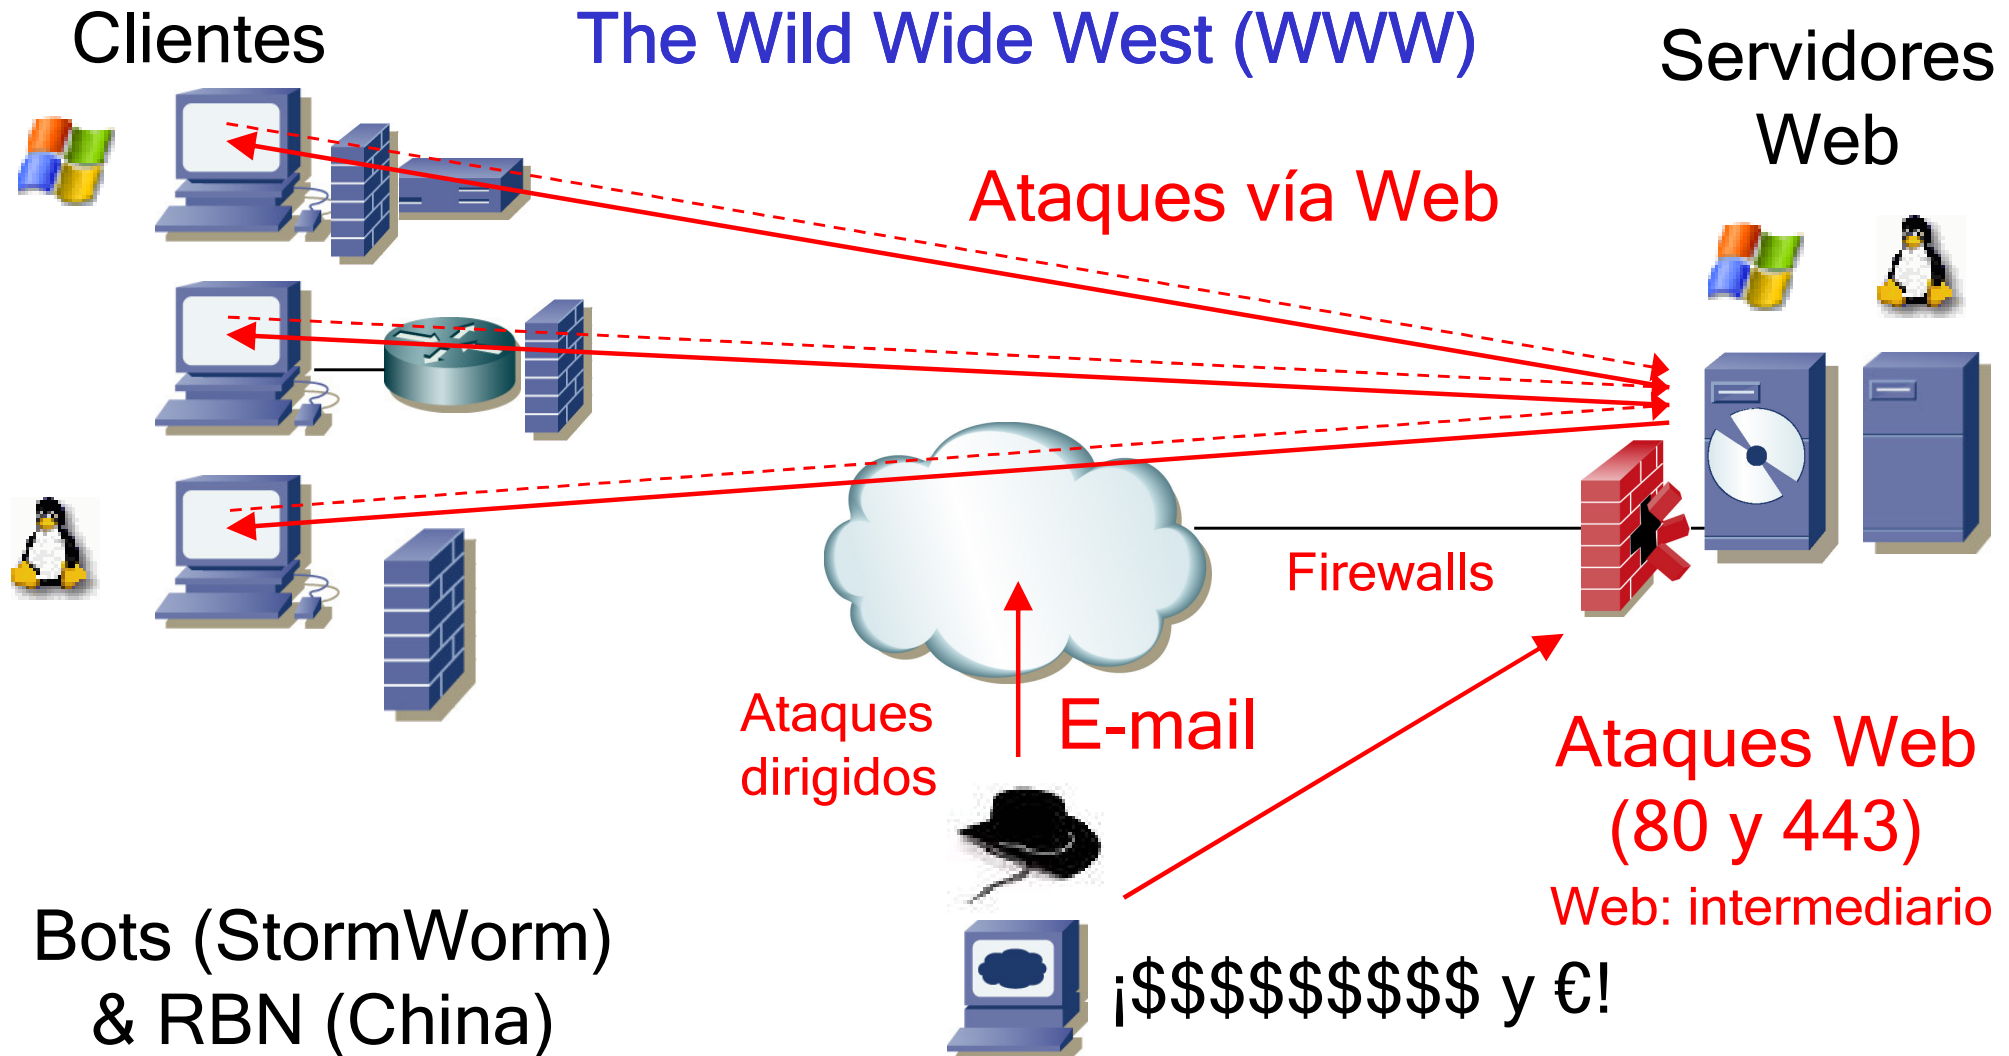 Clientes
The Wild Wide West (WWW)
Servidores
Web
Ataques vía Web
Firewalls
Ataques
dirigidos
E-mail
Ataques Web
(80 y 443)
Web: intermediario
Bots (StormWorm)
& RBN (China)
¡$$$$$$$$$ y €!